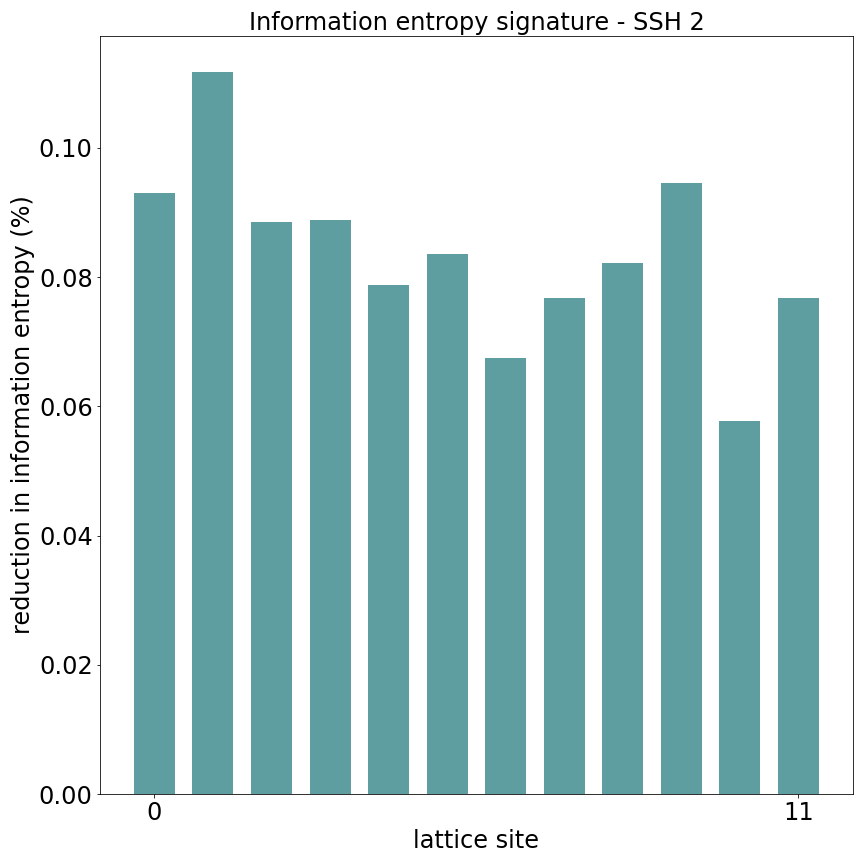 Information entropy signature - SSH 2
reduction in information entropy (%)
0.10
0.08
0.06
0.04
0.02
0.00
0 11
lattice site